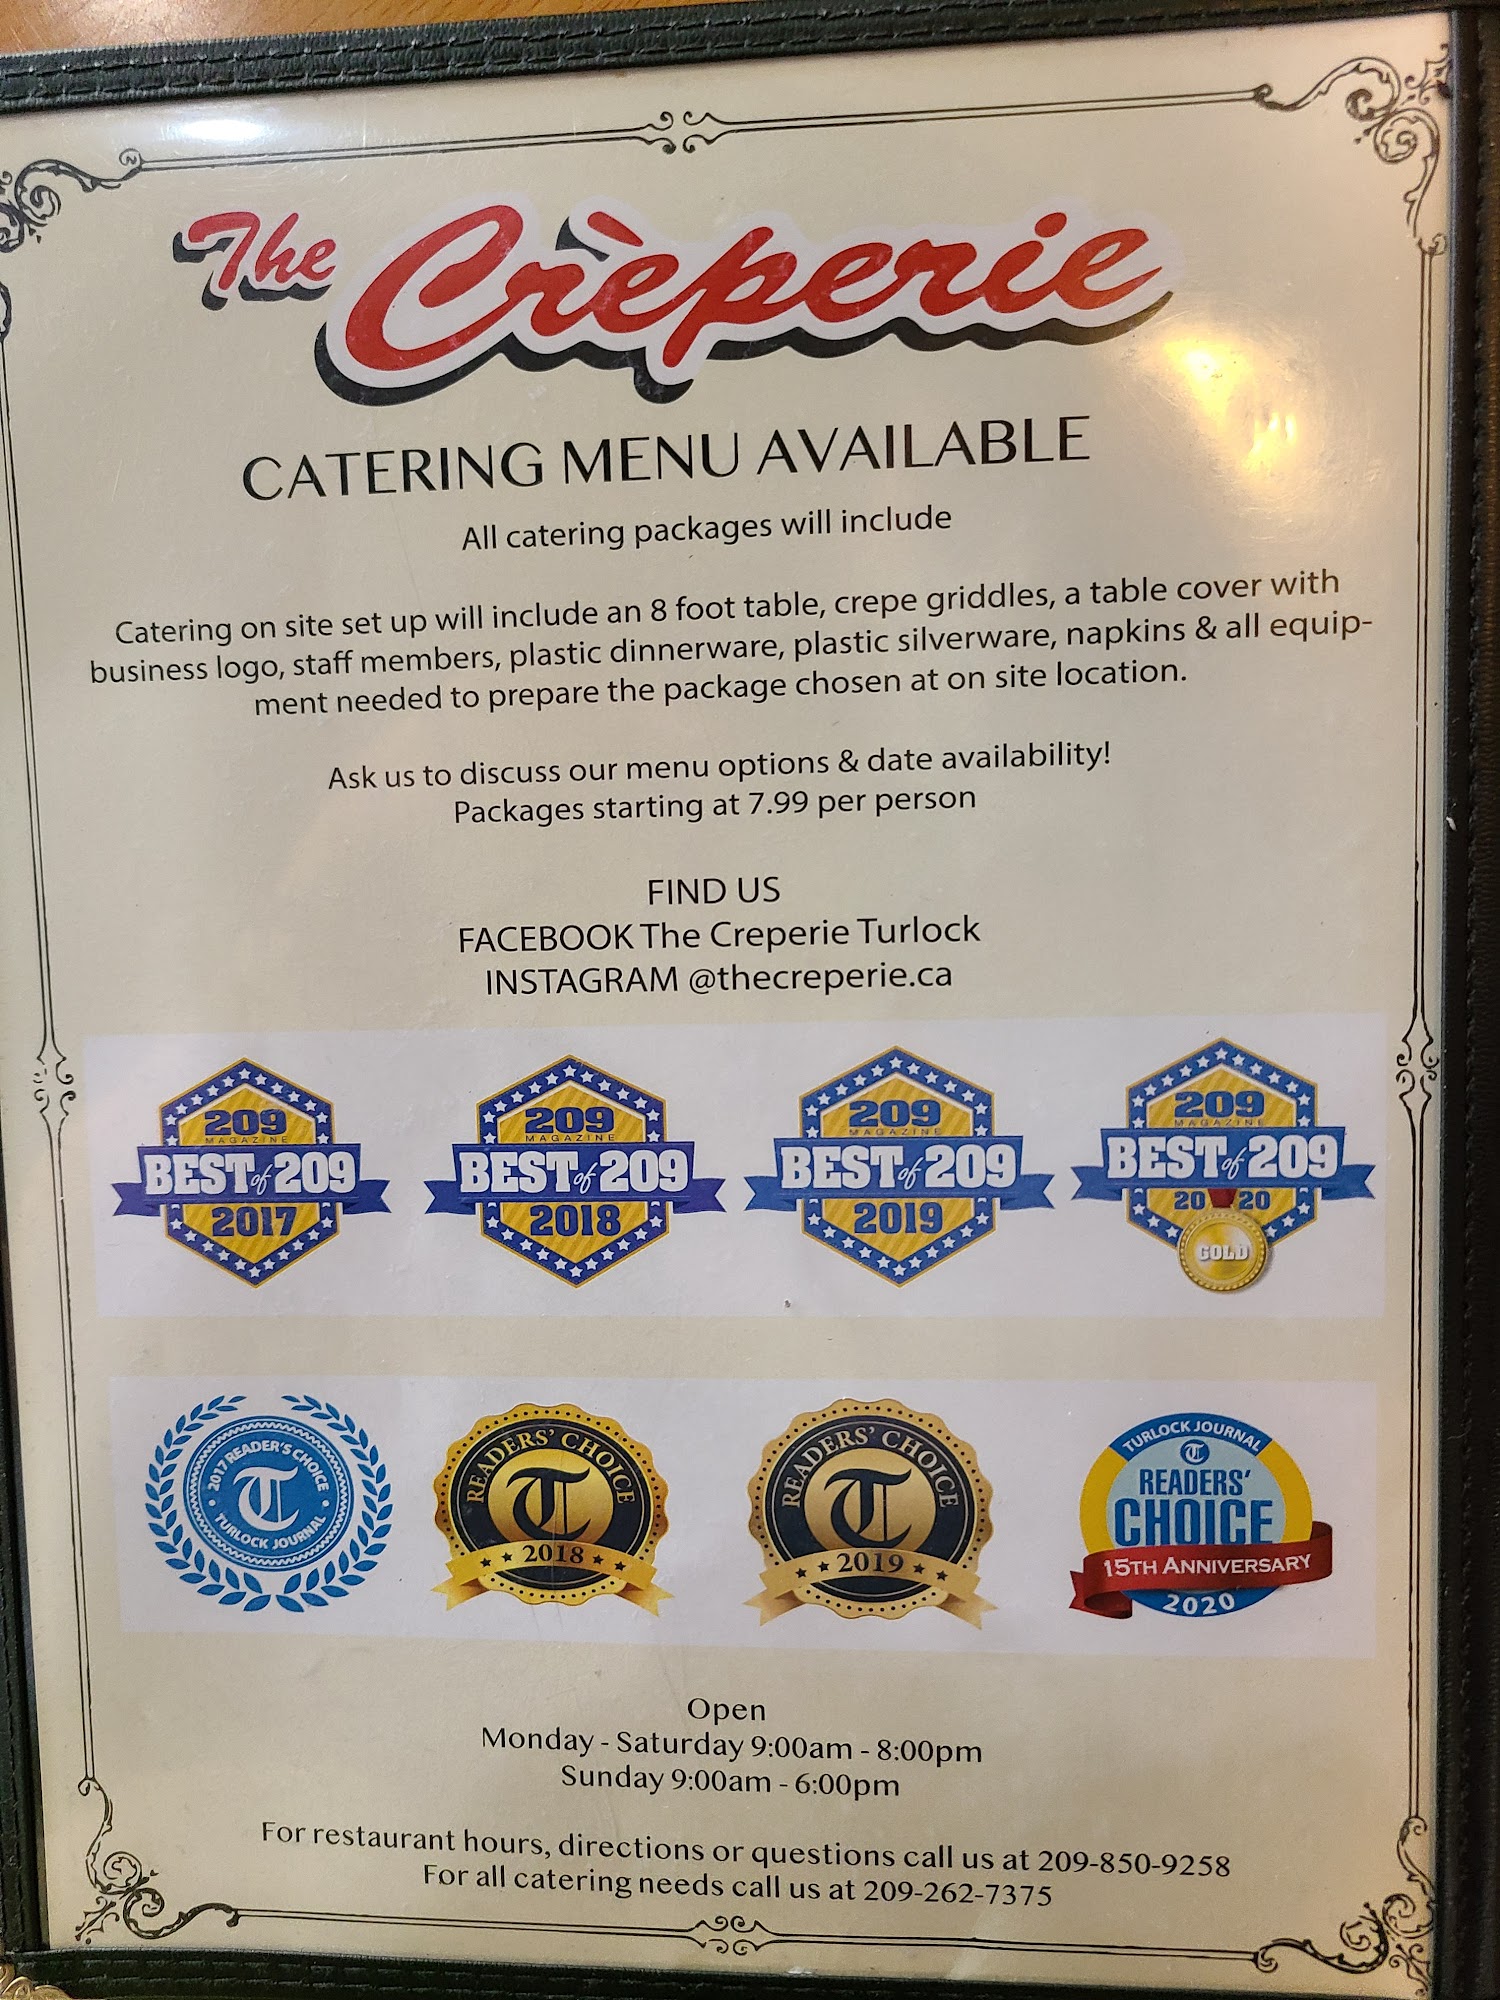 The Crèperie
CATERING MENU AVAILABLE
All catering packages will include
Catering on site set up will include an 8 foot table, crepe griddles, a table cover with
business logo, staff members, plastic dinnerware, plastic silverware, napkins & all equip-
ment needed to prepare the package chosen at on site location.
Ask us to discuss our menu options & date availability!
Packages starting at 7.99 per person
FIND US
FACEBOOK The Creperie Turlock
INSTAGRAM @thecreperie.ca
209
MAGAZINE
BEST of 209
2017
209
MAGAZINE
BEST of 209
2018
209
MAGAZINE
BEST of 209
2019
209
MAGAZINE
BEST of 209
20 20
GOLD
2017 READER'S CHOICE
T
TURLOCK JOURNAL
READERS' CHOICE
T
2018
READERS' CHOICE
T
2019
TURLOCK JOURNAL
T
READERS'
CHOICE
15TH ANNIVERSARY
2020
Open
Monday - Saturday 9:00am - 8:00pm
Sunday 9:00am - 6:00pm
For restaurant hours, directions or questions call us at 209-850-9258
For all catering needs call us at 209-262-7375